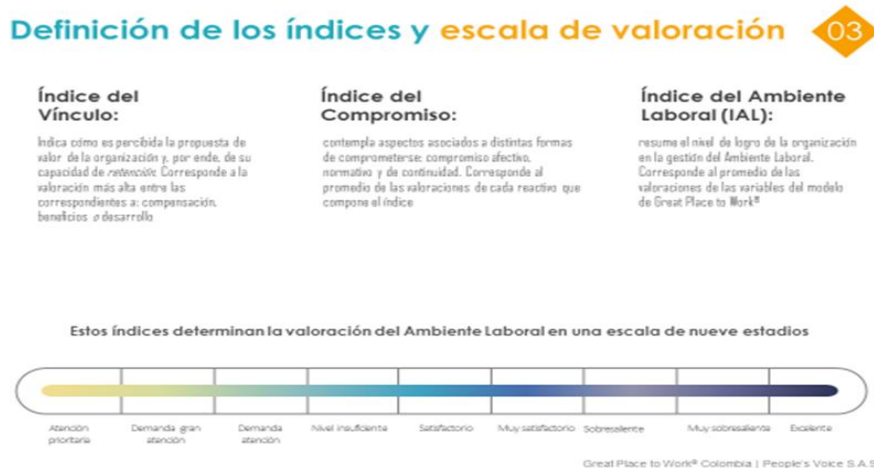 Definición de los índices y escala de valoración
03
Índice del
Vínculo:
Indica cómo es percibida la propuesta de
valor de la organización y, por ende, de su
capacidad de retención. Corresponde a la
valoración más alta entre las
correspondientes a: compensación,
beneficios o desarrollo
Índice del
Compromiso:
contempla aspectos asociados a distintas formas
de comprometerse: compromiso afectivo,
normativo y de continuidad. Corresponde al
promedio de las valoraciones de cada reactivo que
compone el índice
Índice del Ambiente
Laboral (IAL):
resume el nivel de logro de la organización
en la gestión del Ambiente Laboral.
Corresponde al promedio de las
valoraciones de las variables del modelo
de Great Place to Work®
Estos índices determinan la valoración del Ambiente Laboral en una escala de nueve estadios
Atención
prioritaria
Demanda gran
atención
Demanda
atención
Nivel insuficiente
Satisfactorio
Muy satisfactorio
Sobresaliente
Muy sobresaliente
Excelente
Great Place to Work® Colombia | People's Voice S.A.S